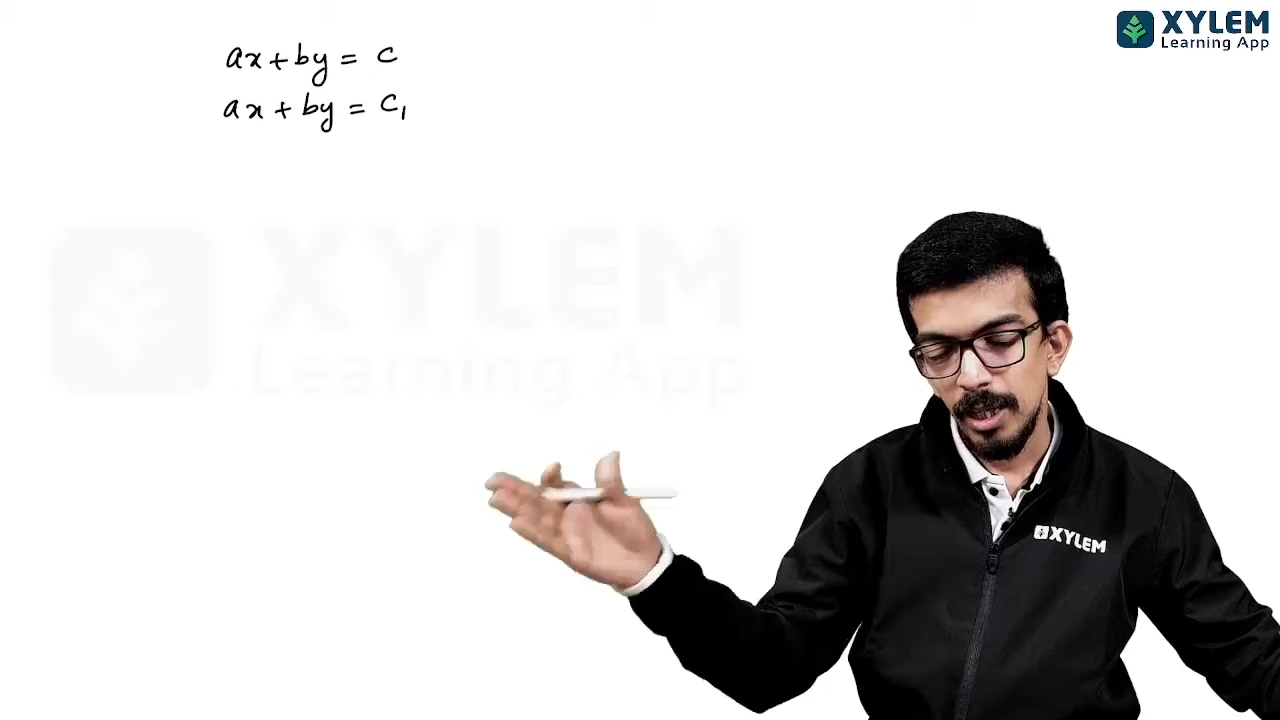 XYLEM
Learning App
ax + by = c
ax + by = c₁
XYLEM
Learning App
XYLEM